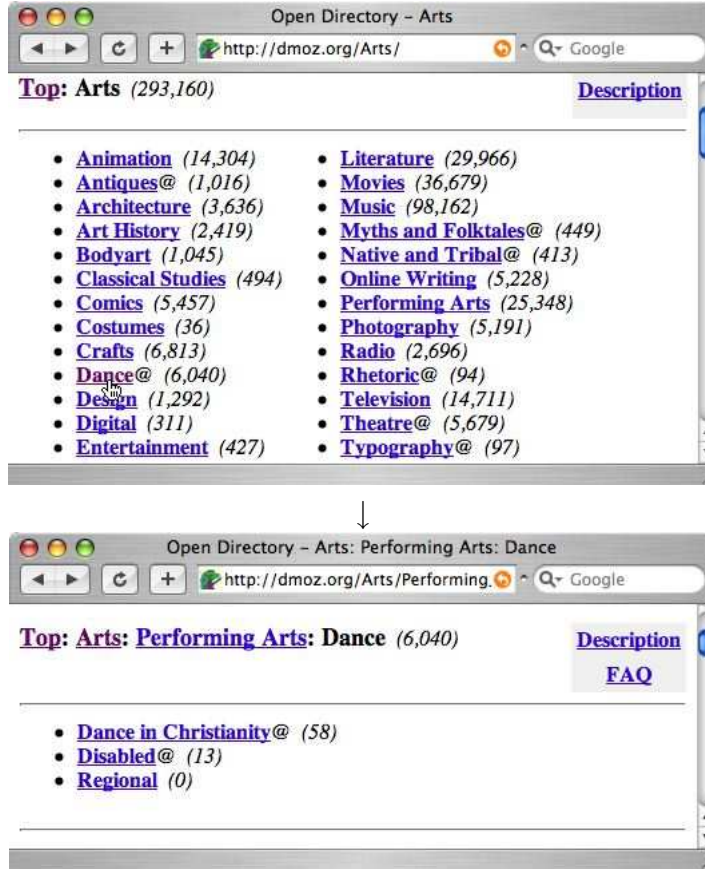 Open Directory – Arts
http://dmoz.org/Arts/ Google
Top: Arts (293,160) Description
Animation (14,304)
Antiques@ (1,016)
Architecture (3,636)
Art History (2,419)
Bodyart (1,045)
Classical Studies (494)
Comics (5,457)
Costumes (36)
Crafts (6,813)
Dance@ (6,040)
Design (1,292)
Digital (311)
Entertainment (427)
Literature (29,966)
Movies (36,679)
Music (98,162)
Myths and Folktales@ (449)
Native and Tribal@ (413)
Online Writing (5,228)
Performing Arts (25,348)
Photography (5,191)
Radio (2,696)
Rhetoric@ (94)
Television (14,711)
Theatre@ (5,679)
Typography@ (97)
Open Directory – Arts: Performing Arts: Dance
http://dmoz.org/Arts/Performing. Google
Top: Arts: Performing Arts: Dance (6,040) Description
FAQ
Dance in Christianity@ (58)
Disabled@ (13)
Regional (0)